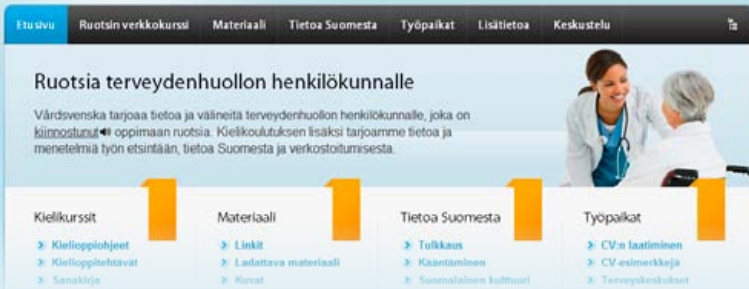 Etusivu Ruotsin verkkokurssi Materiaali Tietoa Suomesta Työpaikat Lisätietoa Keskustelu
Ruotsia terveydenhuollon henkilökunnalle
Vårdsvenska tarjoaa tietoa ja välineitä terveydenhuollon henkilökunnalle, joka on
kiinnostunut oppimaan ruotsia. Kielikoulutuksen lisäksi tarjoamme tietoa ja
menetelmiä työn etsintään, tietoa Suomesta ja verkostoitumisesta.
Kielikurssit Materiaali Tietoa Suomesta Työpaikat
Kielioppiohjeet Linkit Tulkkaus CV:n laatiminen
Kielioppitehtävät Ladattava materiaali Kääntäminen CV-esimerkkejä
Sanakirja Kuvat Suomalainen kulttuuri Terveyskeskukset